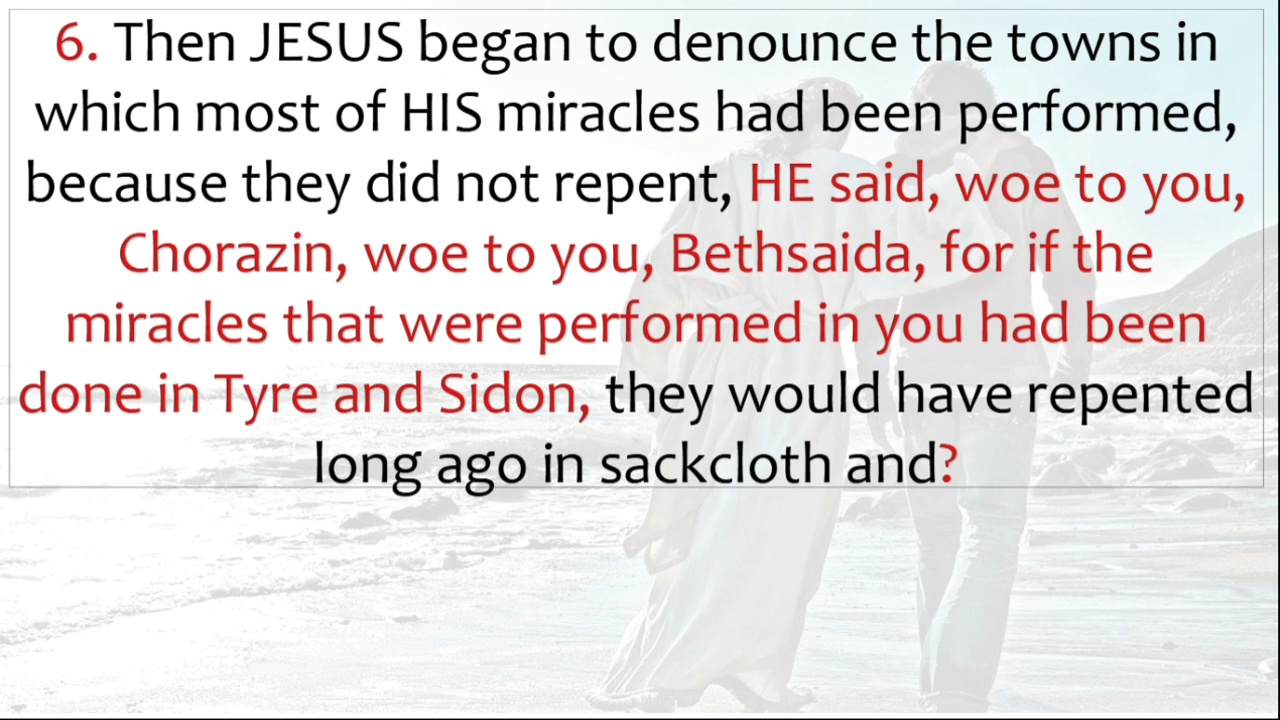 6. Then JESUS began to denounce the towns in
which most of HIS miracles had been performed,
because they did not repent, HE said, woe to you,
Chorazin, woe to you, Bethsaida, for if the
miracles that were performed in you had been
done in Tyre and Sidon, they would have repented
long ago in sackcloth and?